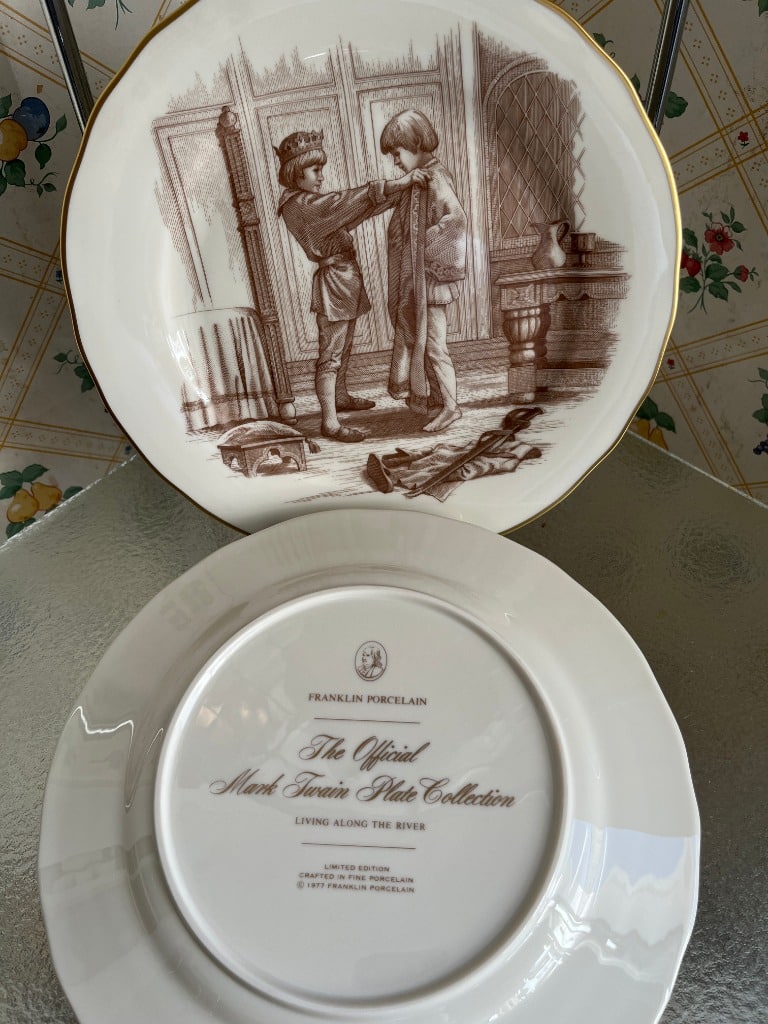 FRANKLIN PORCELAIN
The Official
Mark Twain Plate Collection
LIVING ALONG THE RIVER
LIMITED EDITION
CRAFTED IN FINE PORCELAIN
© 1977 FRANKLIN PORCELAIN